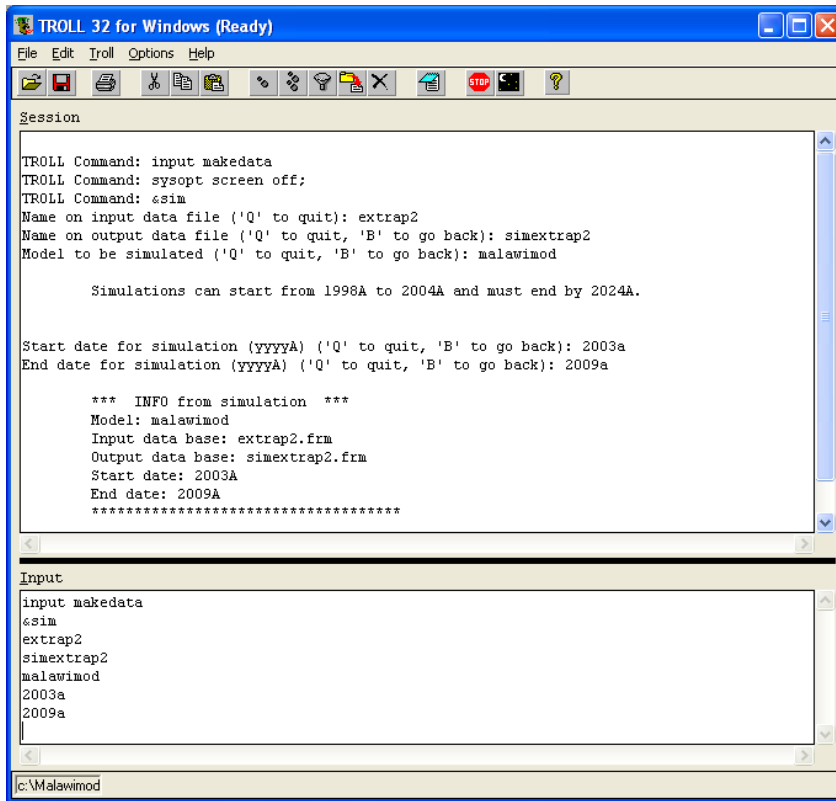 TROLL 32 for Windows (Ready)
File Edit Troll Options Help
STOP
Session
TROLL Command: input makedata
TROLL Command: sysopt screen off;
TROLL Command: &sim
Name on input data file ('Q' to quit): extrap2
Name on output data file ('Q' to quit, 'B' to go back): simextrap2
Model to be simulated ('Q' to quit, 'B' to go back): malawimod
Simulations can start from 1998A to 2004A and must end by 2024A.
Start date for simulation (yyyyA) ('Q' to quit, 'B' to go back): 2003a
End date for simulation (yyyyA) ('Q' to quit, 'B' to go back): 2009a
*** INFO from simulation ***
Model: malawimod
Input data base: extrap2.frm
Output data base: simextrap2.frm
Start date: 2003A
End date: 2009A
************************************
Input
input makedata
&sim
extrap2
simextrap2
malawimod
2003a
2009a
c:\Malawimod